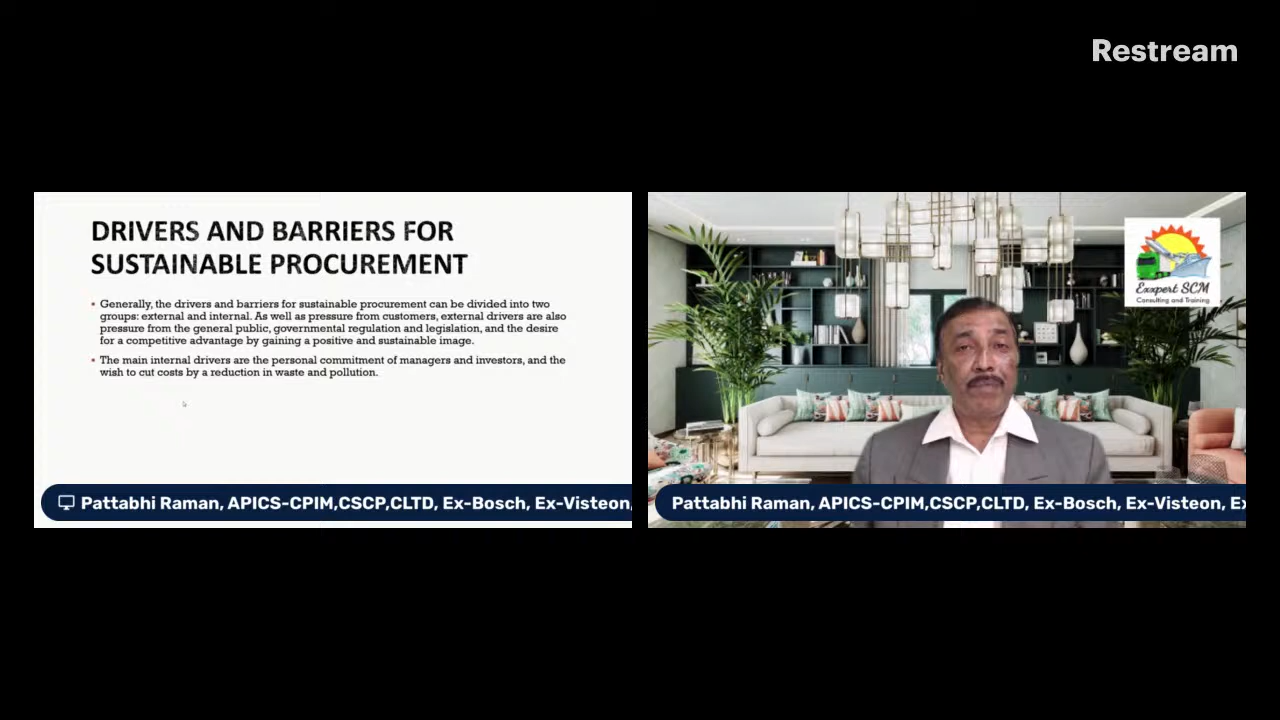 Restream
DRIVERS AND BARRIERS FOR
SUSTAINABLE PROCUREMENT
Generally, the drivers and barriers for sustainable procurement can be divided into two
groups: external and internal. As well as pressure from customers, external drivers are also
pressure from the general public, governmental regulation and legislation, and the desire
for a competitive advantage by gaining a positive and sustainable image.
The main internal drivers are the personal commitment of managers and investors, and the
wish to cut costs by a reduction in waste and pollution.
Pattabhi Raman, APICS-CPIM,CSCP,CLTD, Ex-Bosch, Ex-Visteon,
Exxpert SCM
Consulting and Training
Pattabhi Raman, APICS-CPIM,CSCP,CLTD, Ex-Bosch, Ex-Visteon, Ex